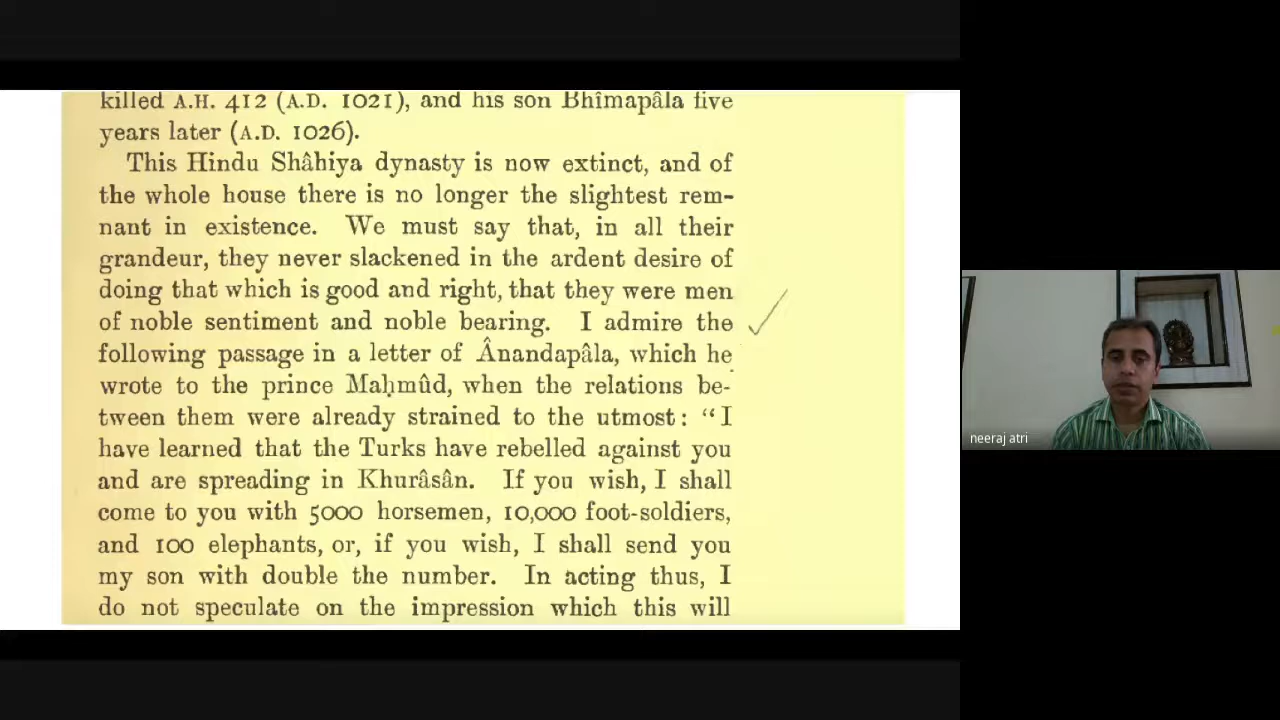 killed A.H. 412 (A.D. 1021), and his son Bhîmapâla five
years later (A.D. 1026).
This Hindu Shâhiya dynasty is now extinct, and of
the whole house there is no longer the slightest rem-
nant in existence. We must say that, in all their
grandeur, they never slackened in the ardent desire of
doing that which is good and right, that they were men
of noble sentiment and noble bearing. I admire the
following passage in a letter of Ânandapâla, which he
wrote to the prince Maḥmûd, when the relations be-
tween them were already strained to the utmost: “I
have learned that the Turks have rebelled against you
and are spreading in Khurâsân. If you wish, I shall
come to you with 5000 horsemen, 10,000 foot-soldiers,
and 100 elephants, or, if you wish, I shall send you
my son with double the number. In acting thus, I
do not speculate on the impression which this will
neeraj atri